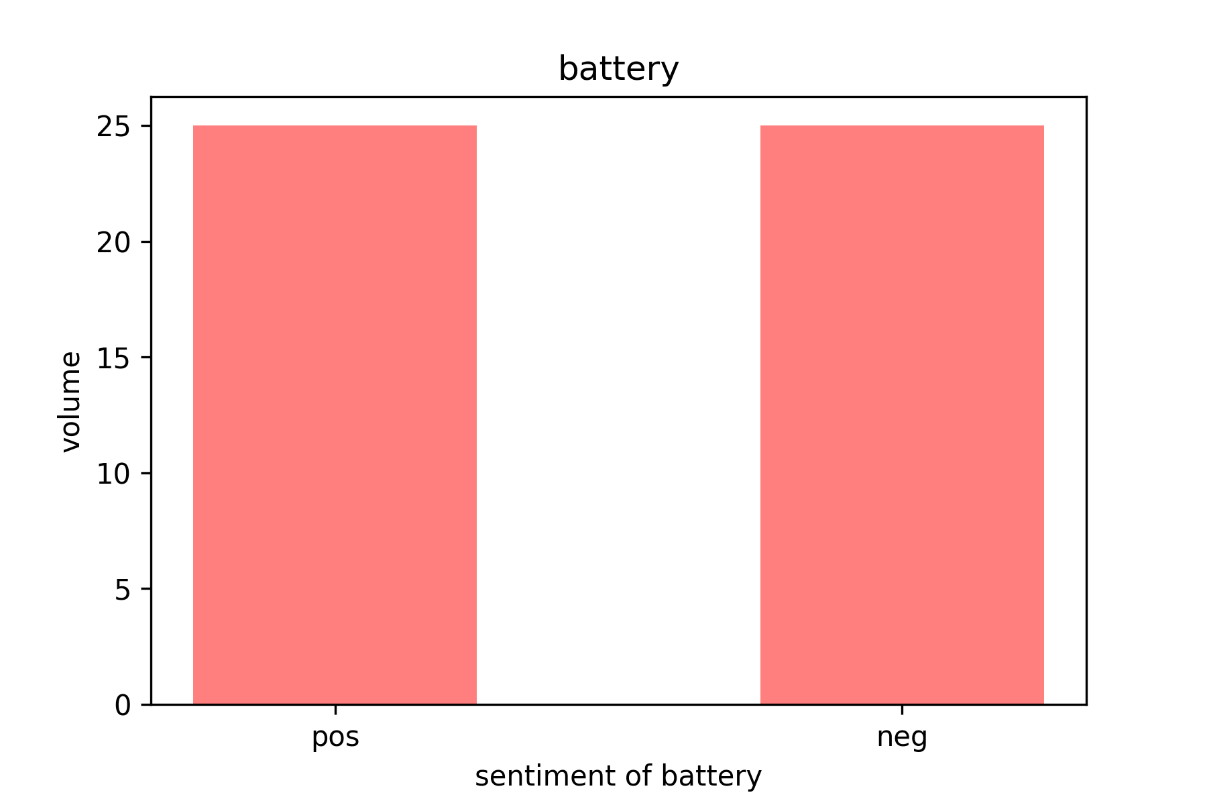 battery
25
20
15
10
5
0
volume
pos
neg
sentiment of battery